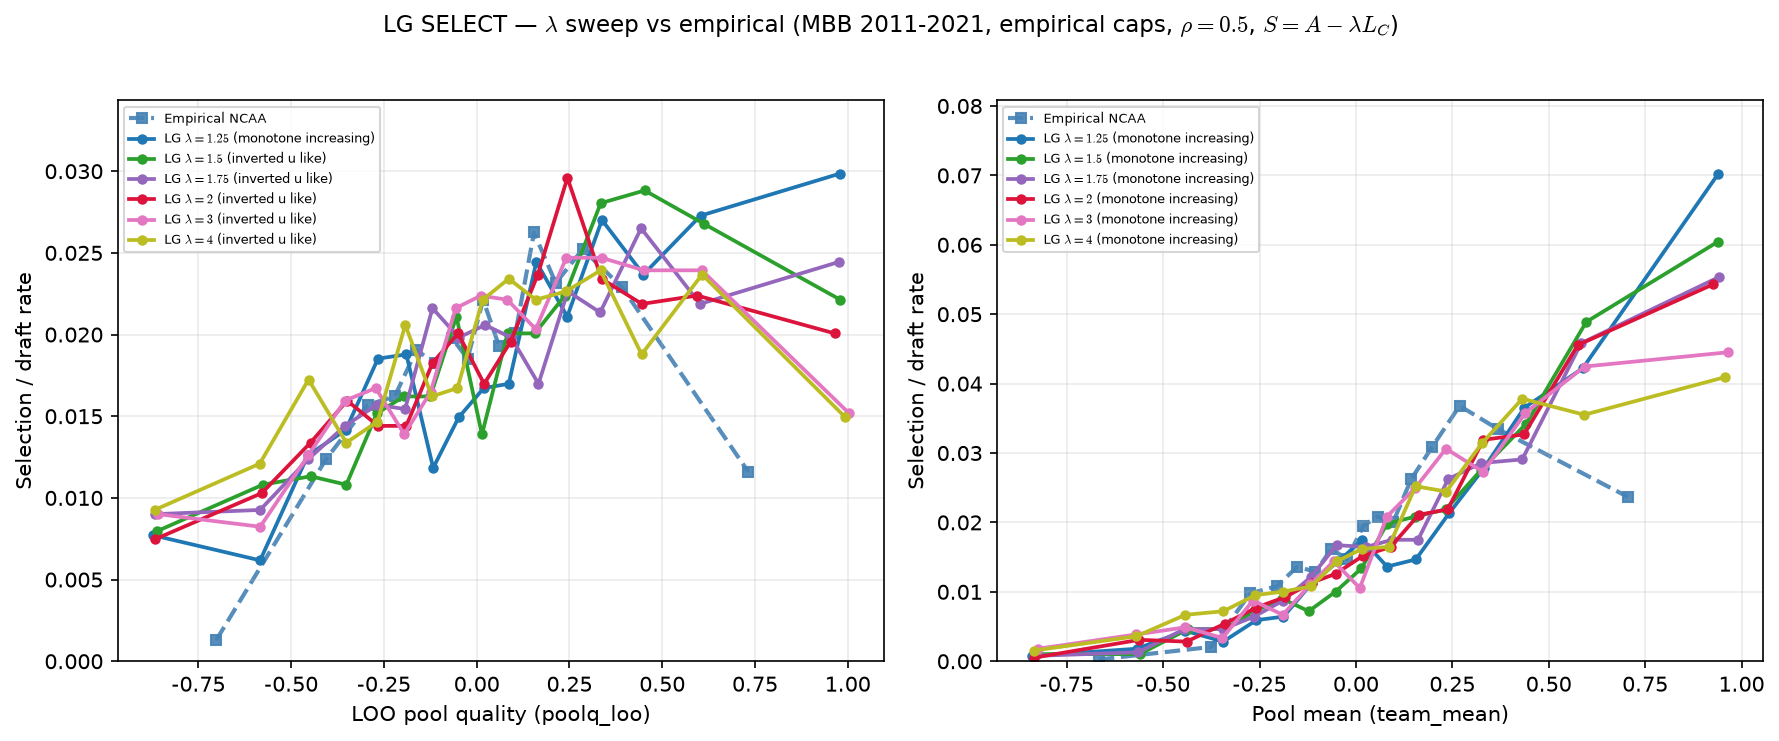 LG SELECT — λ sweep vs empirical (MBB 2011-2021, empirical caps, ρ = 0.5, S = A − λL_C)
Empirical NCAA
LG λ = 1.25 (monotone increasing)
LG λ = 1.5 (inverted u like)
LG λ = 1.75 (inverted u like)
LG λ = 2 (inverted u like)
LG λ = 3 (inverted u like)
LG λ = 4 (inverted u like)
0.030
0.025
0.020
0.015
0.010
0.005
0.000
Selection / draft rate
-0.75 -0.50 -0.25 0.00 0.25 0.50 0.75 1.00
LOO pool quality (poolq_loo)
Empirical NCAA
LG λ = 1.25 (monotone increasing)
LG λ = 1.5 (monotone increasing)
LG λ = 1.75 (monotone increasing)
LG λ = 2 (monotone increasing)
LG λ = 3 (monotone increasing)
LG λ = 4 (monotone increasing)
0.08
0.07
0.06
0.05
0.04
0.03
0.02
0.01
0.00
Selection / draft rate
-0.75 -0.50 -0.25 0.00 0.25 0.50 0.75 1.00
Pool mean (team_mean)